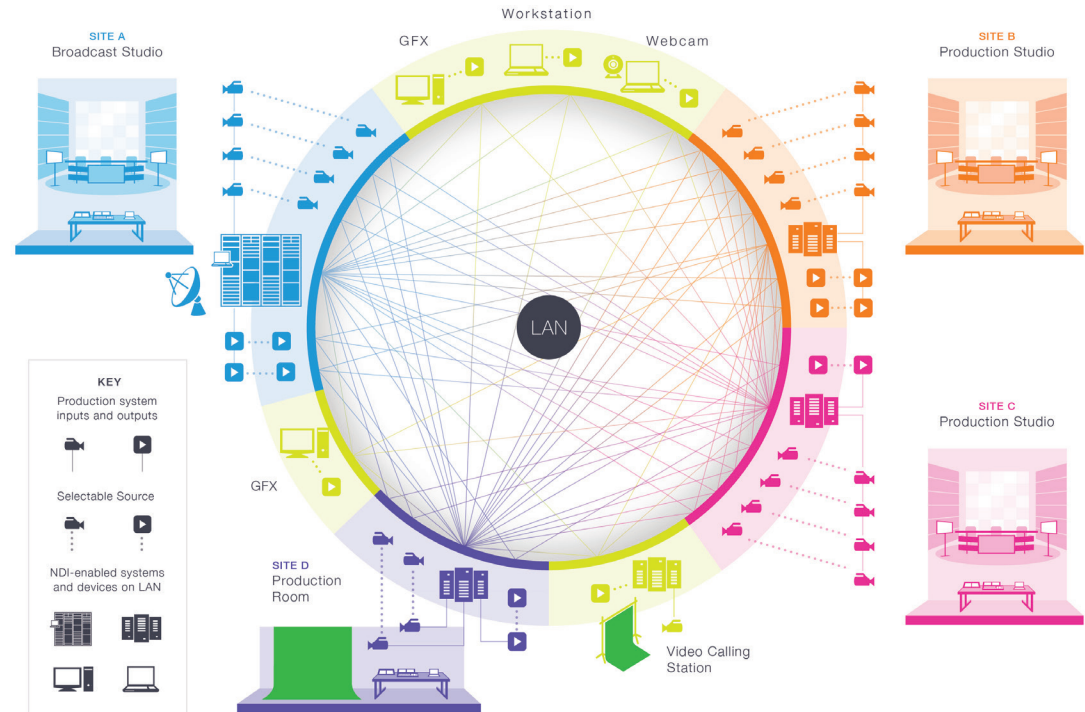 Workstation
GFX
Webcam
SITE A
Broadcast Studio
SITE B
Production Studio
LAN
KEY
Production system
inputs and outputs
Selectable Source
NDI-enabled systems
and devices on LAN
GFX
SITE C
Production Studio
SITE D
Production
Room
Video Calling
Station